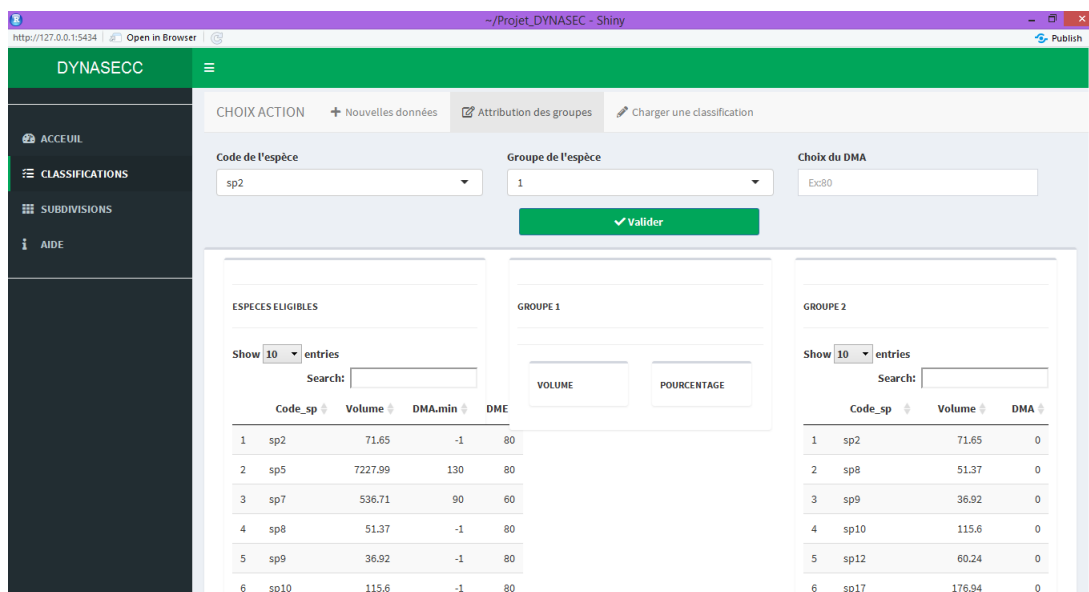 ~/Projet_DYNASEC - Shiny
http://127.0.0.1:5434 Open in Browser Publish
DYNASECC
CHOIX ACTION Nouvelles données Attribution des groupes Charger une classification
ACCEUIL
CLASSIFICATIONS
SUBDIVISIONS
AIDE
Code de l'espèce Groupe de l'espèce Choix du DMA
sp2 1 Ex:80
Valider
ESPECES ELIGIBLES
Show 10 entries
Search:
Code_sp Volume DMA.min DME
1 sp2 71.65 -1 80
2 sp5 7227.99 130 80
3 sp7 536.71 90 60
4 sp8 51.37 -1 80
5 sp9 36.92 -1 80
6 sp10 115.6 -1 80
GROUPE 1
VOLUME POURCENTAGE
GROUPE 2
Show 10 entries
Search:
Code_sp Volume DMA
1 sp2 71.65 0
2 sp8 51.37 0
3 sp9 36.92 0
4 sp10 115.6 0
5 sp12 60.24 0
6 sp17 176.94 0